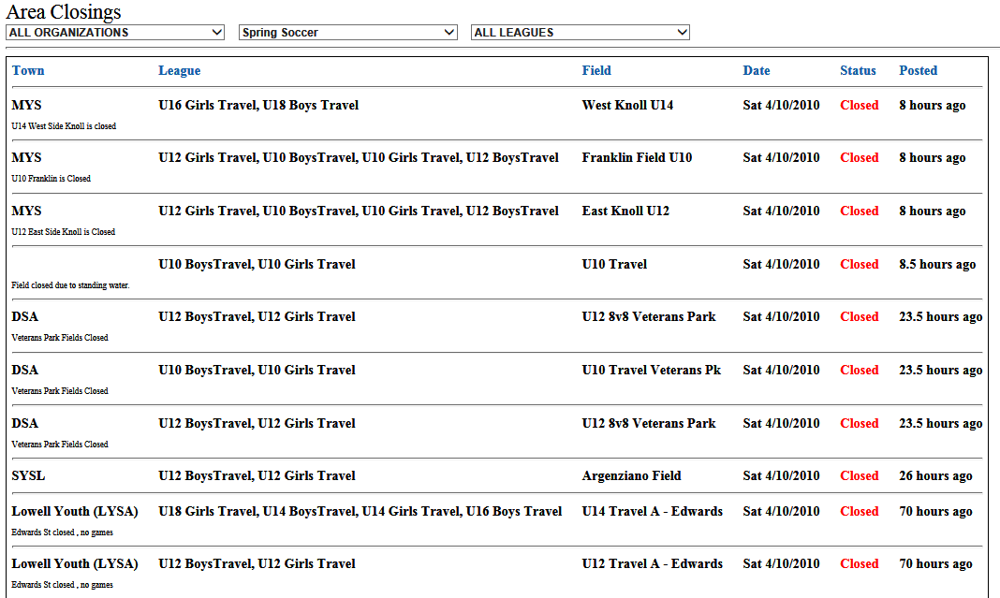 Area Closings
ALL ORGANIZATIONS Spring Soccer ALL LEAGUES
Town League Field Date Status Posted
MYS U16 Girls Travel, U18 Boys Travel West Knoll U14 Sat 4/10/2010 Closed 8 hours ago
U14 West Side Knoll is closed
MYS U12 Girls Travel, U10 BoysTravel, U10 Girls Travel, U12 BoysTravel Franklin Field U10 Sat 4/10/2010 Closed 8 hours ago
U10 Franklin is Closed
MYS U12 Girls Travel, U10 BoysTravel, U10 Girls Travel, U12 BoysTravel East Knoll U12 Sat 4/10/2010 Closed 8 hours ago
U12 East Side Knoll is Closed
U10 BoysTravel, U10 Girls Travel U10 Travel Sat 4/10/2010 Closed 8.5 hours ago
Field closed due to standing water.
DSA U12 BoysTravel, U12 Girls Travel U12 8v8 Veterans Park Sat 4/10/2010 Closed 23.5 hours ago
Veterans Park Fields Closed
DSA U10 BoysTravel, U10 Girls Travel U10 Travel Veterans Pk Sat 4/10/2010 Closed 23.5 hours ago
Veterans Park Fields Closed
DSA U12 BoysTravel, U12 Girls Travel U12 8v8 Veterans Park Sat 4/10/2010 Closed 23.5 hours ago
Veterans Park Fields Closed
SYSL U12 BoysTravel, U12 Girls Travel Argenziano Field Sat 4/10/2010 Closed 26 hours ago
Lowell Youth (LYSA) U18 Girls Travel, U14 BoysTravel, U14 Girls Travel, U16 Boys Travel U14 Travel A - Edwards Sat 4/10/2010 Closed 70 hours ago
Edwards St closed , no games
Lowell Youth (LYSA) U12 BoysTravel, U12 Girls Travel U12 Travel A - Edwards Sat 4/10/2010 Closed 70 hours ago
Edwards St closed , no games